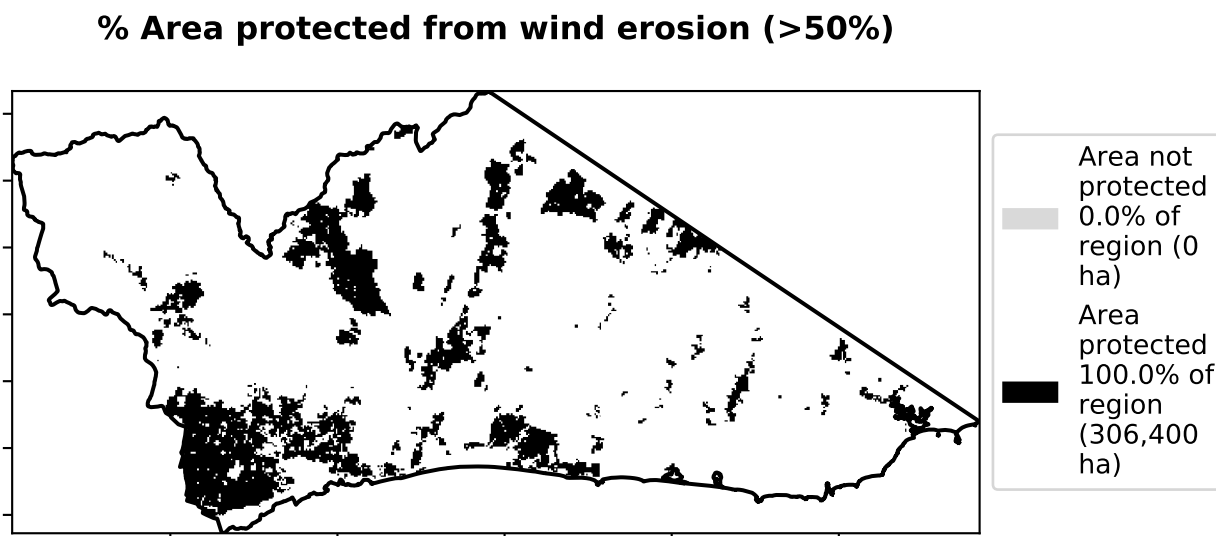 % Area protected from wind erosion (>50%)
Area not
protected
0.0% of
region (0
ha)
Area
protected
100.0% of
region
(306,400
ha)